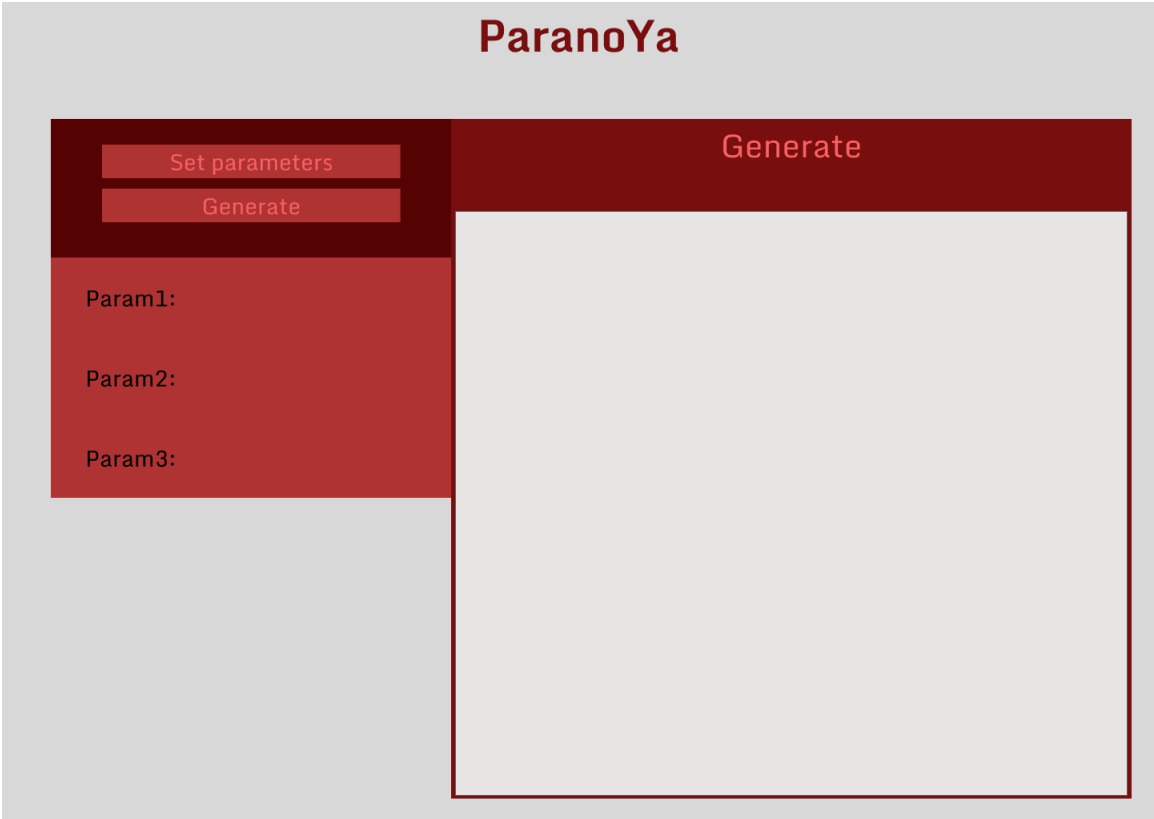 ParanoYa
Set parameters
Generate
Param1:
Param2:
Param3:
Generate